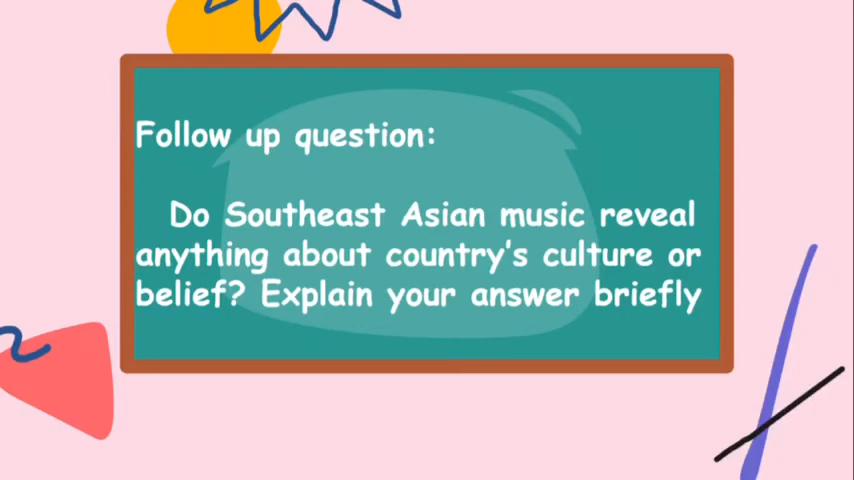 Follow up question:
Do Southeast Asian music reveal
anything about country's culture or
belief? Explain your answer briefly